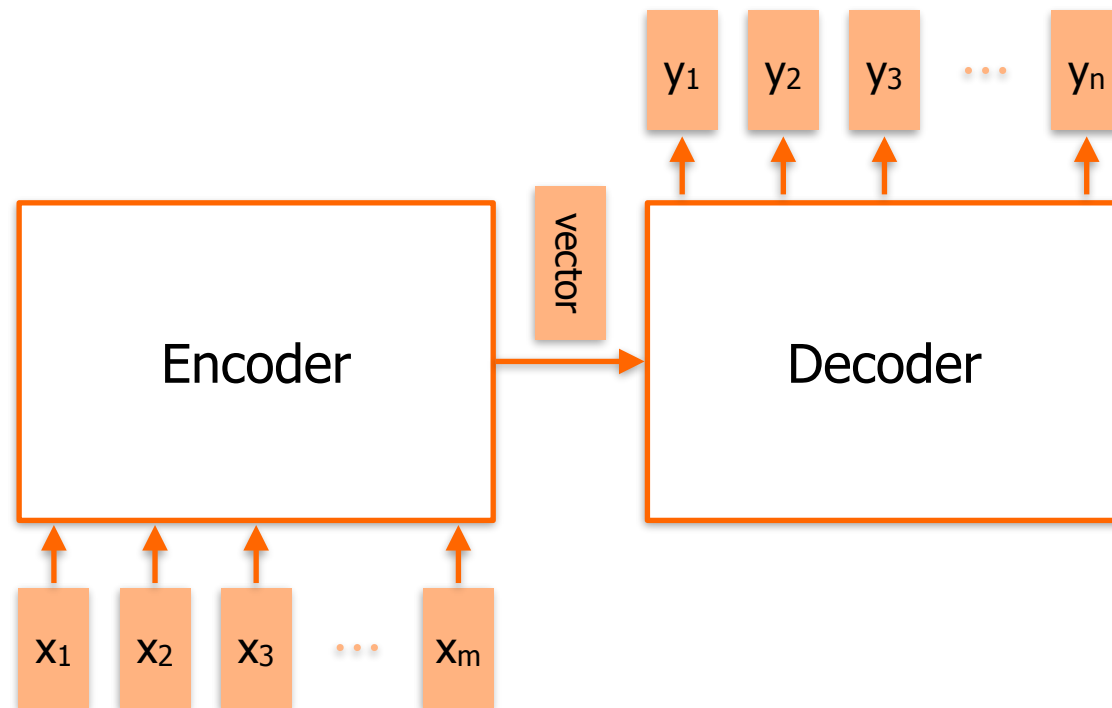 y1 y2 y3 ... yn
vector
Encoder
Decoder
x1 x2 x3 ... xm